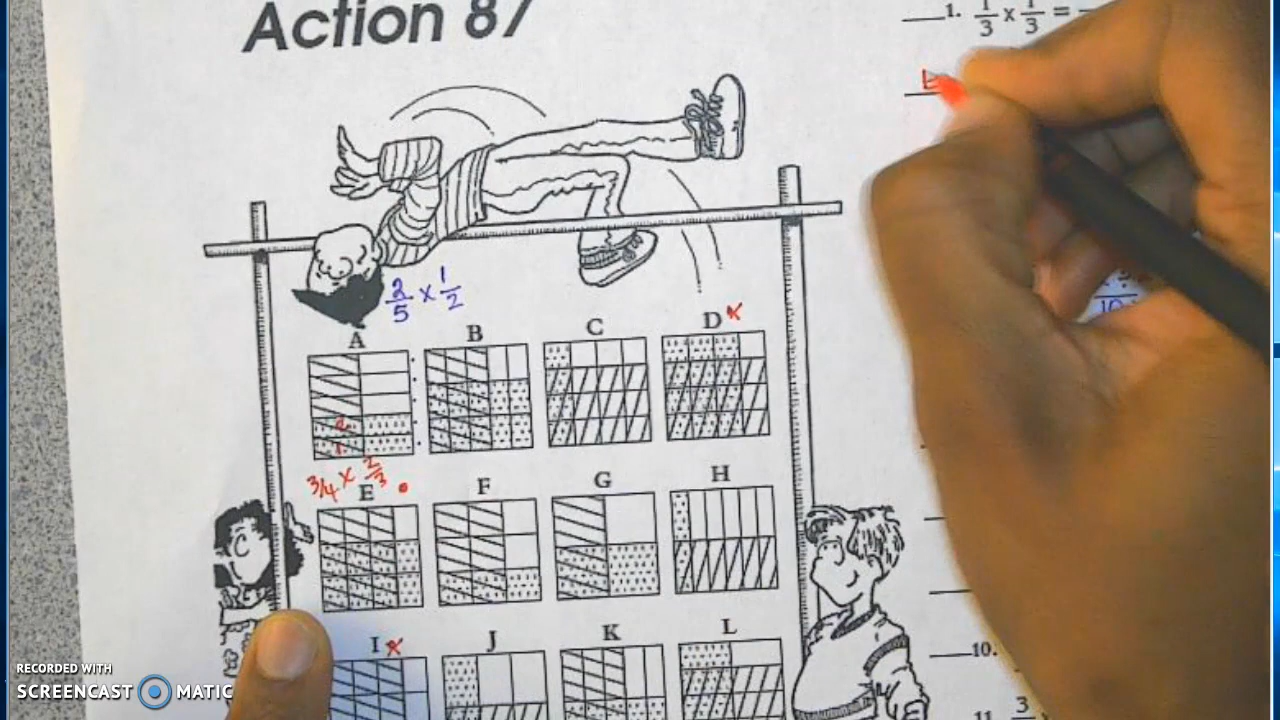 Action 87
1. 1/3 x 1/3 =
2/5 x 1/2
A B C D x
3/4 x 2/3
E F G H
I x J K L
10.
11. 3
RECORDED WITH
SCREENCAST MATIC